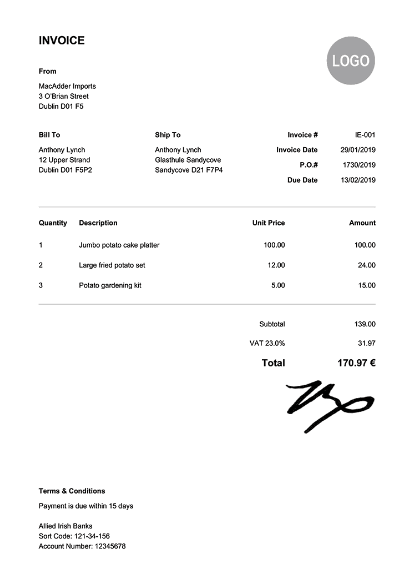 INVOICE
LOGO
From
MacAdder Imports
3 O'Brian Street
Dublin D01 F5
Bill To
Anthony Lynch
12 Upper Strand
Dublin D01 F5P2
Ship To
Anthony Lynch
Glasthule Sandycove
Sandycove D21 F7P4
Invoice # IE-001
Invoice Date 29/01/2019
P.O.# 1730/2019
Due Date 13/02/2019
Quantity Description Unit Price Amount
1 Jumbo potato cake platter 100.00 100.00
2 Large fried potato set 12.00 24.00
3 Potato gardening kit 5.00 15.00
Subtotal 139.00
VAT 23.0% 31.97
Total 170.97 €
Terms & Conditions
Payment is due within 15 days
Allied Irish Banks
Sort Code: 121-34-156
Account Number: 12345678